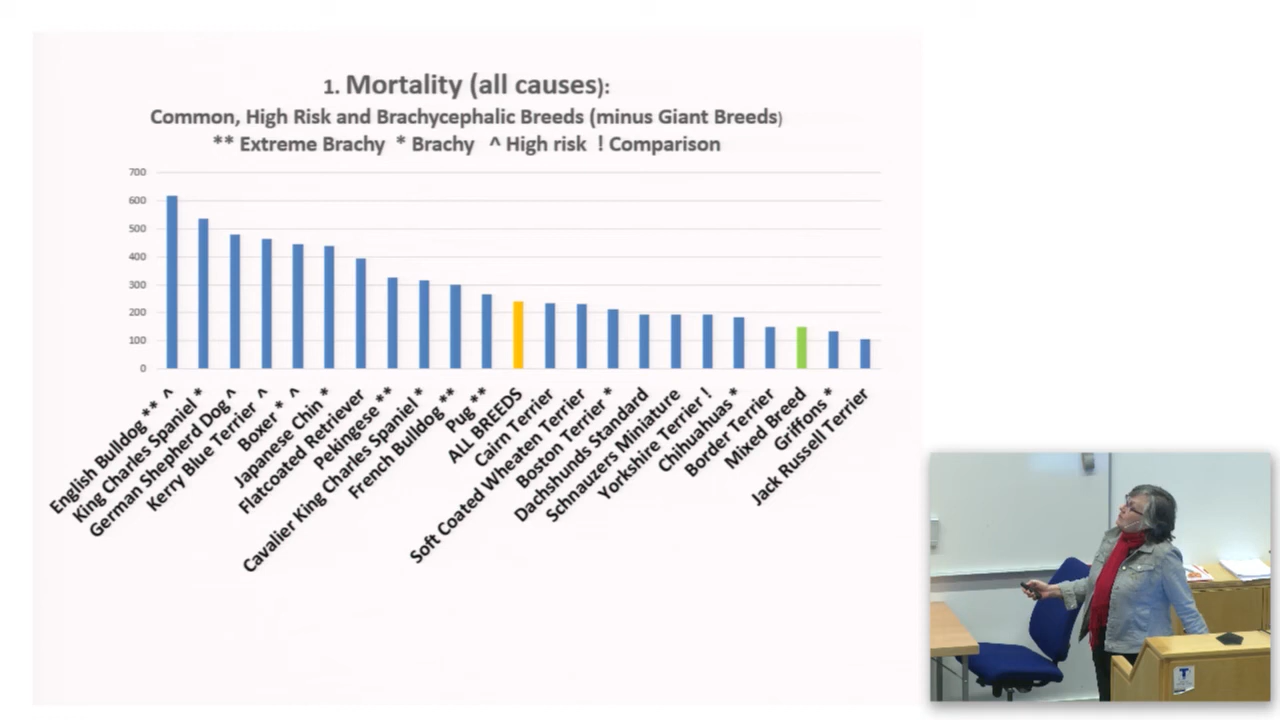 1. Mortality (all causes):
Common, High Risk and Brachycephalic Breeds (minus Giant Breeds)
** Extreme Brachy * Brachy ^ High risk ! Comparison
700
600
500
400
300
200
100
0
English Bulldog ** ^
King Charles Spaniel *
German Shepherd Dog ^
Kerry Blue Terrier ^
Boxer * ^
Japanese Chin *
Flatcoated Retriever
Pekingese **
Cavalier King Charles Spaniel *
French Bulldog **
Pug **
ALL BREEDS
Cairn Terrier
Soft Coated Wheaten Terrier
Boston Terrier *
Dachshunds Standard
Schnauzers Miniature
Yorkshire Terrier !
Chihuahuas *
Border Terrier
Mixed Breed
Griffons *
Jack Russell Terrier